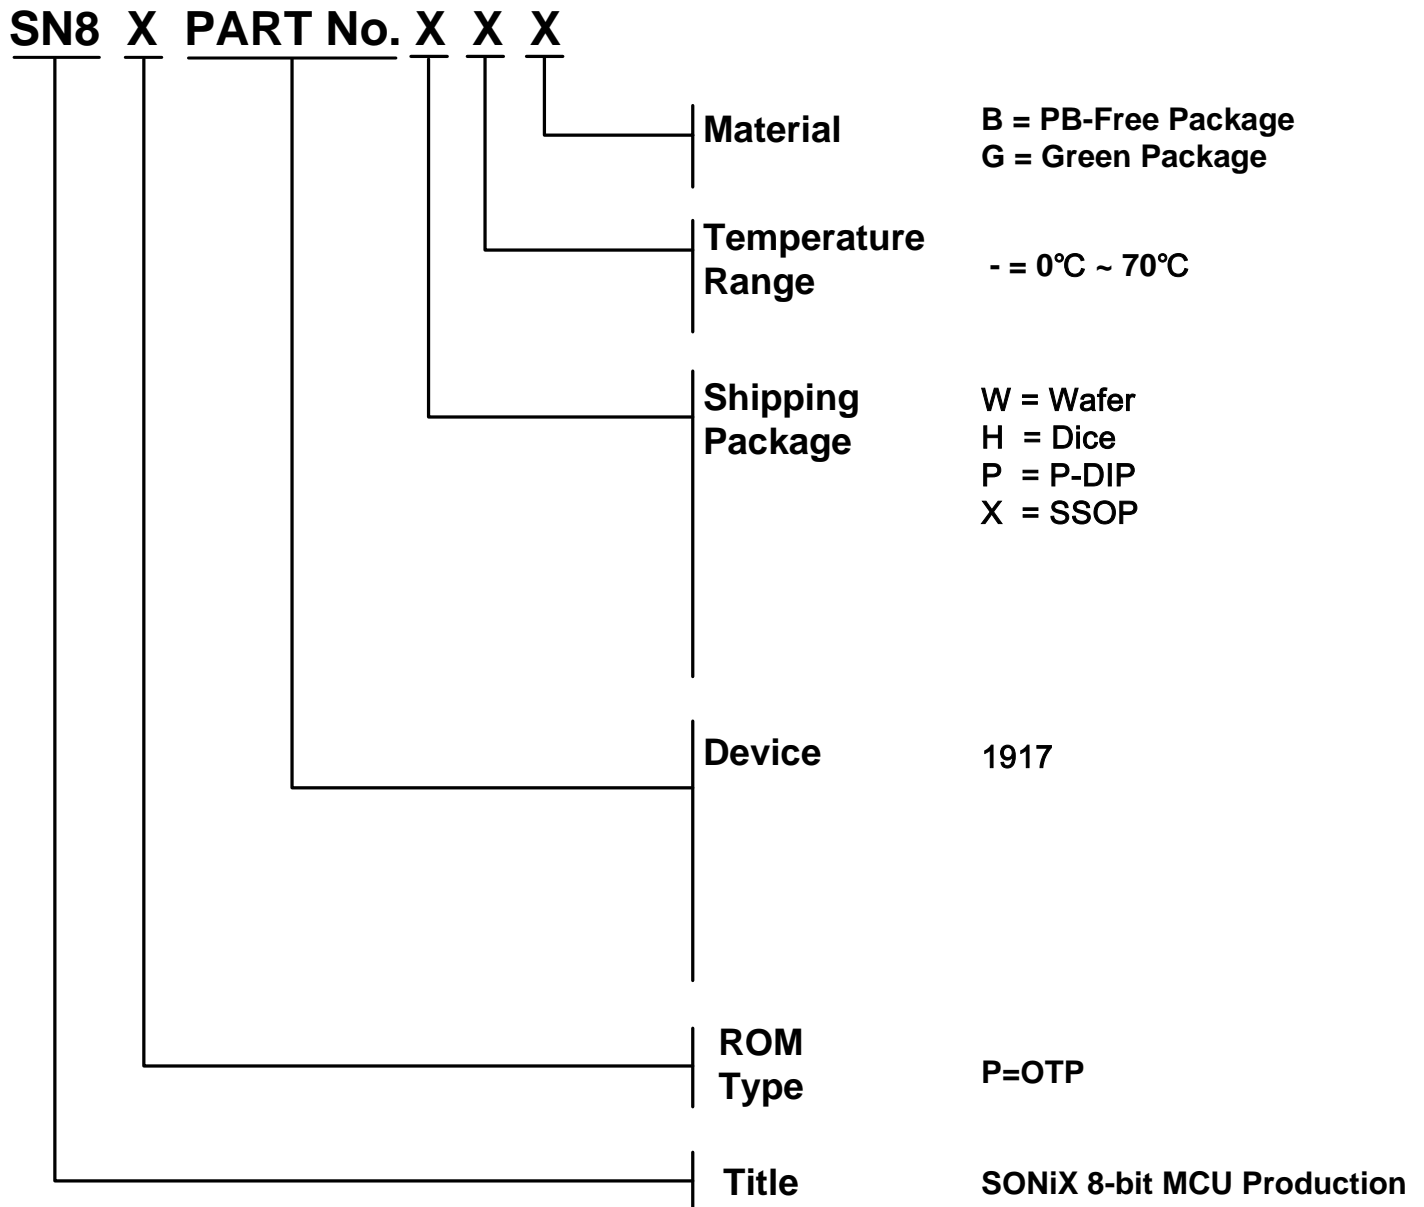 SN8 X PART No. X X X
Material
B = PB-Free Package
G = Green Package
Temperature
Range
- = 0℃ ~ 70℃
Shipping
Package
W = Wafer
H = Dice
P = P-DIP
X = SSOP
Device
1917
ROM
Type
P=OTP
Title
SONiX 8-bit MCU Production